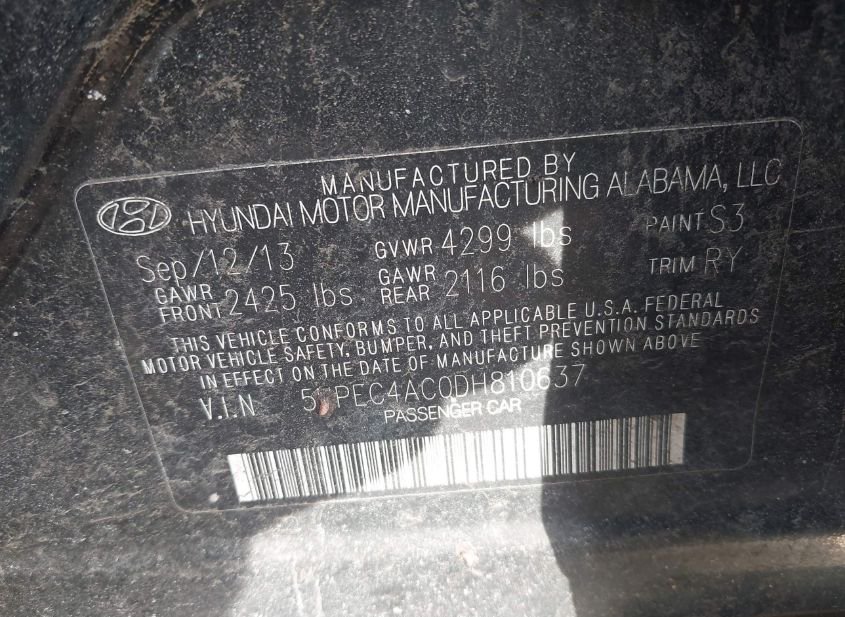 MANUFACTURED BY
HYUNDAI MOTOR MANUFACTURING ALABAMA, LLC
Sep/12/13 GVWR 4299 lbs PAINT S3
GAWR FRONT 2425 lbs GAWR REAR 2116 lbs TRIM RY
THIS VEHICLE CONFORMS TO ALL APPLICABLE U.S.A. FEDERAL
MOTOR VEHICLE SAFETY, BUMPER, AND THEFT PREVENTION STANDARDS
IN EFFECT ON THE DATE OF MANUFACTURE SHOWN ABOVE
V.I.N
PASSENGER CAR